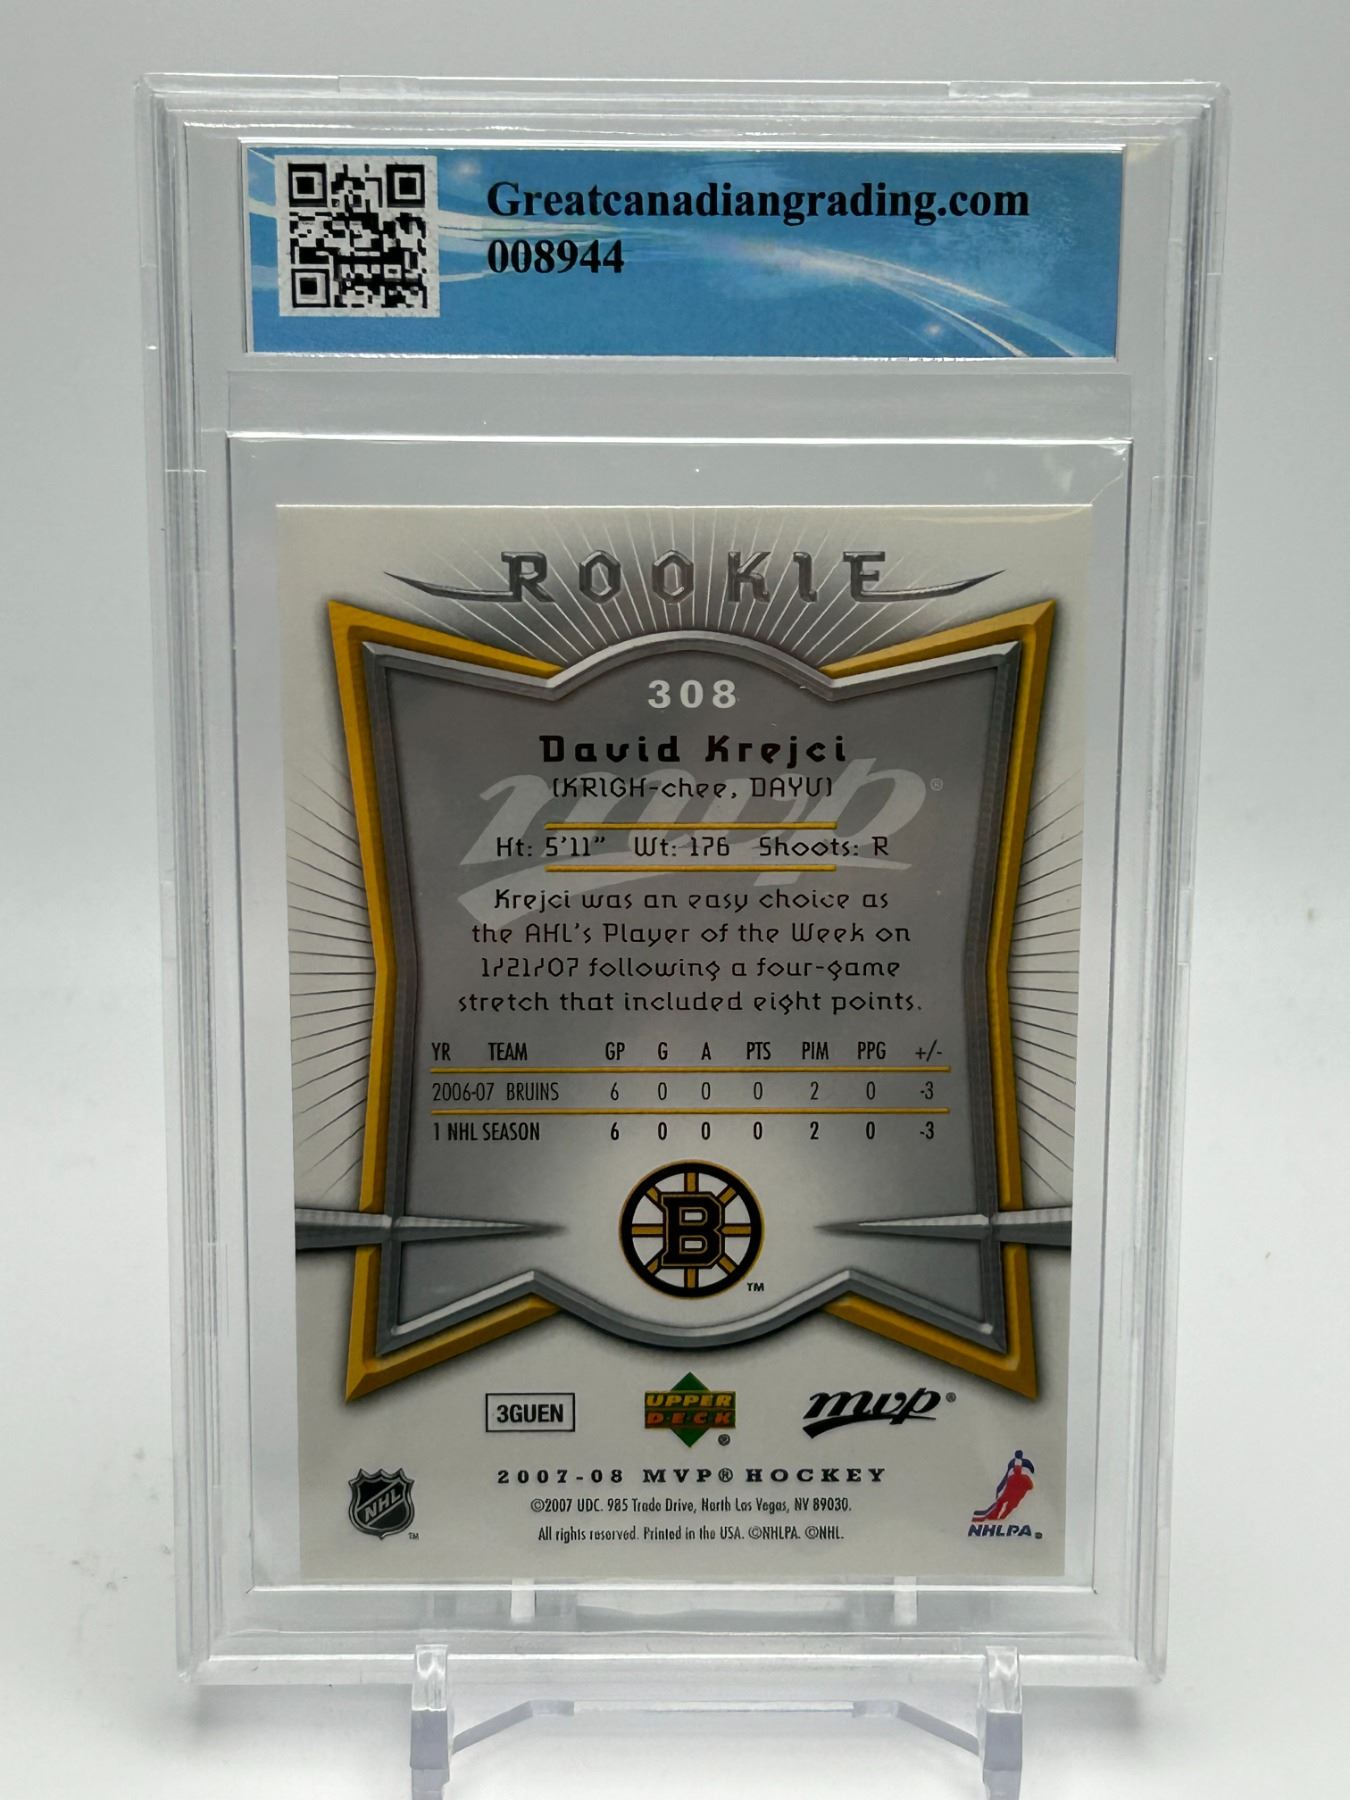 Greatcanadiangrading.com
008944
ROOKIE
308
David Krejci
(KRIGH-chee, DAYV)
mvp®
Ht: 5'11" Wt: 176 Shoots: R
Krejci was an easy choice as
the AHL's Player of the Week on
1/21/07 following a four-game
stretch that included eight points.
YR TEAM GP G A PTS PIM PPG +/-
2006-07 BRUINS 6 0 0 0 2 0 -3
1 NHL SEASON 6 0 0 0 2 0 -3
B
TM
3GUEN
UPPER
DECK
®
mvp®
2007-08 MVP® HOCKEY
NHL TM
©2007 UDC. 985 Trade Drive, North Las Vegas, NV 89030.
All rights reserved. Printed in the USA. ©NHLPA. ©NHL.
NHLPA®